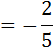 = -2/5